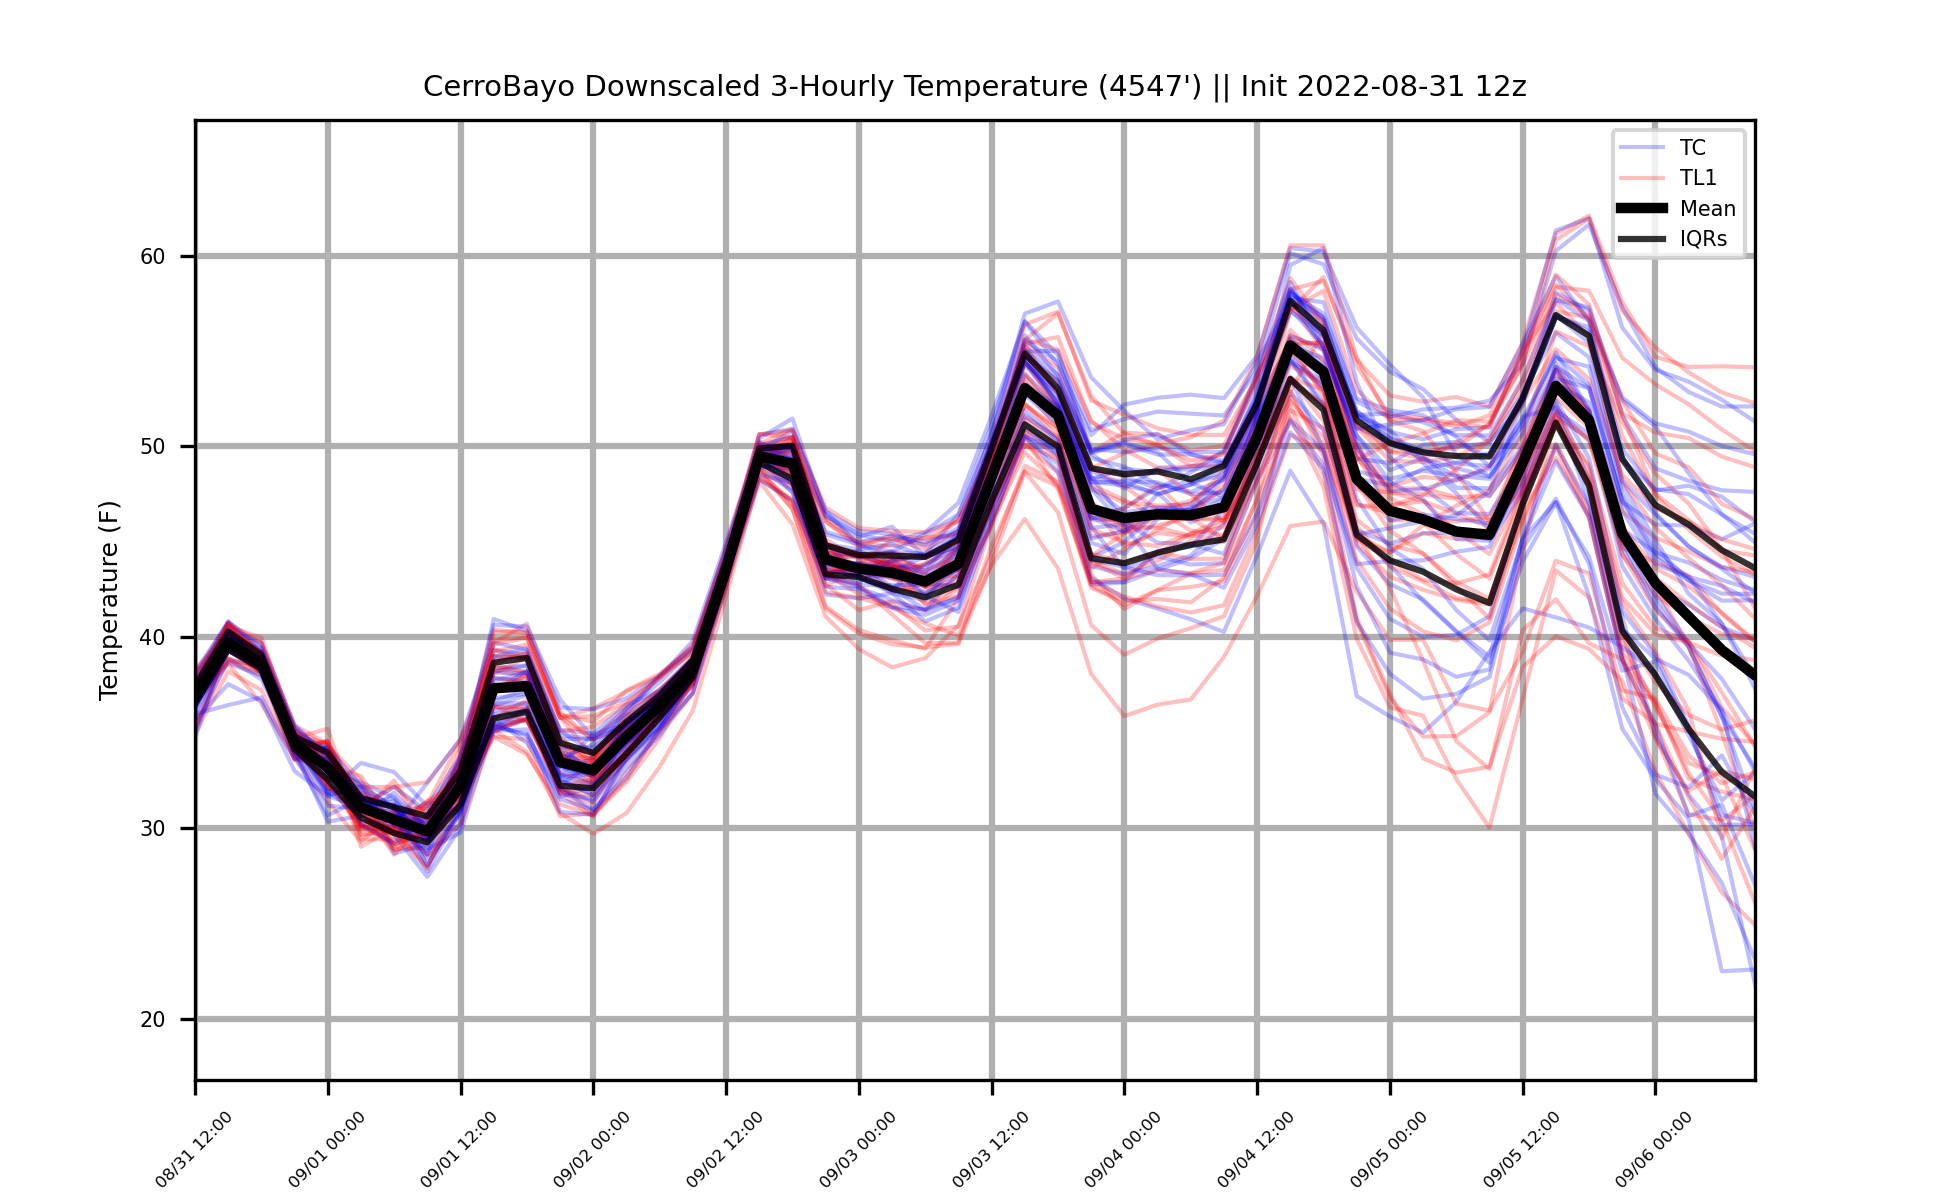 CerroBayo Downscaled 3-Hourly Temperature (4547') || Init 2022-08-31 12z
TC
TL1
Mean
IQRs
Temperature (F)
60
50
40
30
20
08/31 12:00
09/01 00:00
09/01 12:00
09/02 00:00
09/02 12:00
09/03 00:00
09/03 12:00
09/04 00:00
09/04 12:00
09/05 00:00
09/05 12:00
09/06 00:00